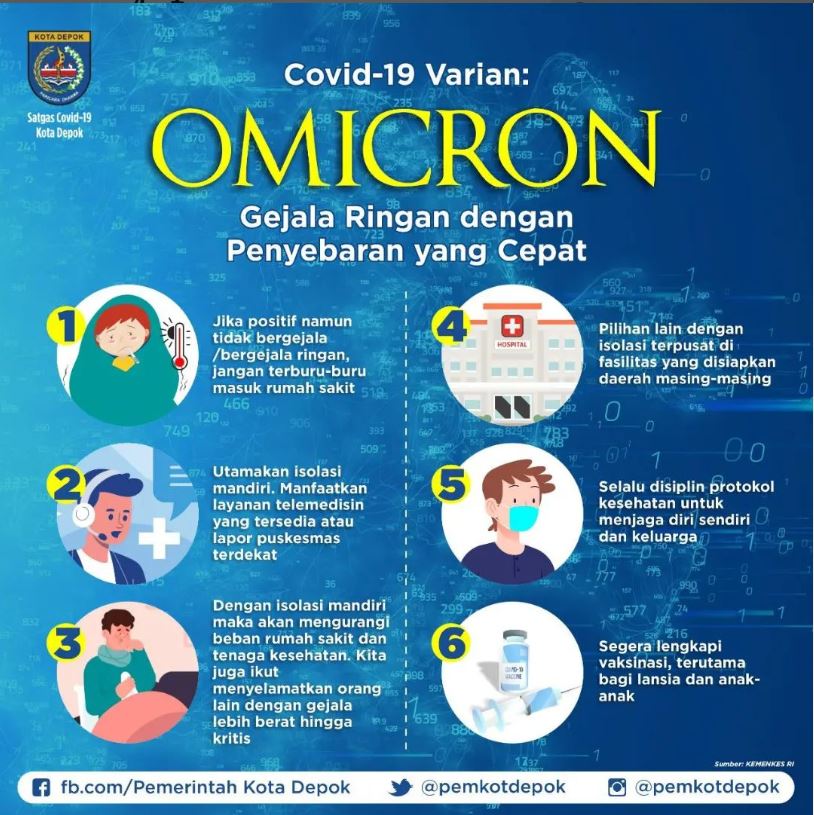 KOTA DEPOK
Satgas Covid-19
Kota Depok
Covid-19 Varian:
OMICRON
Gejala Ringan dengan
Penyebaran yang Cepat
1
Jika positif namun
tidak bergejala
/bergejala ringan,
jangan terburu-buru
masuk rumah sakit
2
Utamakan isolasi
mandiri. Manfaatkan
layanan telemedisin
yang tersedia atau
lapor puskesmas
terdekat
3
Dengan isolasi mandiri
maka akan mengurangi
beban rumah sakit dan
tenaga kesehatan. Kita
juga ikut
menyelamatkan orang
lain dengan gejala
lebih berat hingga
kritis
4
HOSPITAL
Pilihan lain dengan
isolasi terpusat di
fasilitas yang disiapkan
daerah masing-masing
5
Selalu disiplin protokol
kesehatan untuk
menjaga diri sendiri
dan keluarga
6
COVID-19
VACCINE
Segera lengkapi
vaksinasi, terutama
bagi lansia dan anak-
anak
Sumber: KEMENKES RI
fb.com/Pemerintah Kota Depok
@pemkotdepok
@pemkotdepok